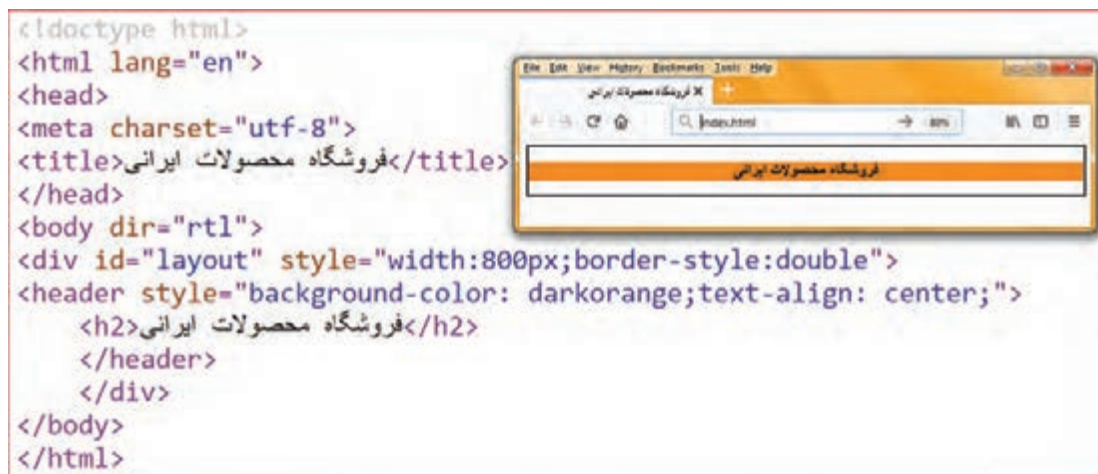 <!doctype html>
<html lang="en">
<head>
<meta charset="utf-8">
<title>فروشگاه محصولات ایرانی</title>
</head>
<body dir="rtl">
<div id="layout" style="width:800px;border-style:double">
<header style="background-color: darkorange;text-align: center;">
<h2>فروشگاه محصولات ایرانی</h2>
</header>
</div>
</body>
</html>
File Edit View History Bookmarks Tools Help
فروشگاه محصولات ایرانی
index.html
80%
فروشگاه محصولات ایرانی